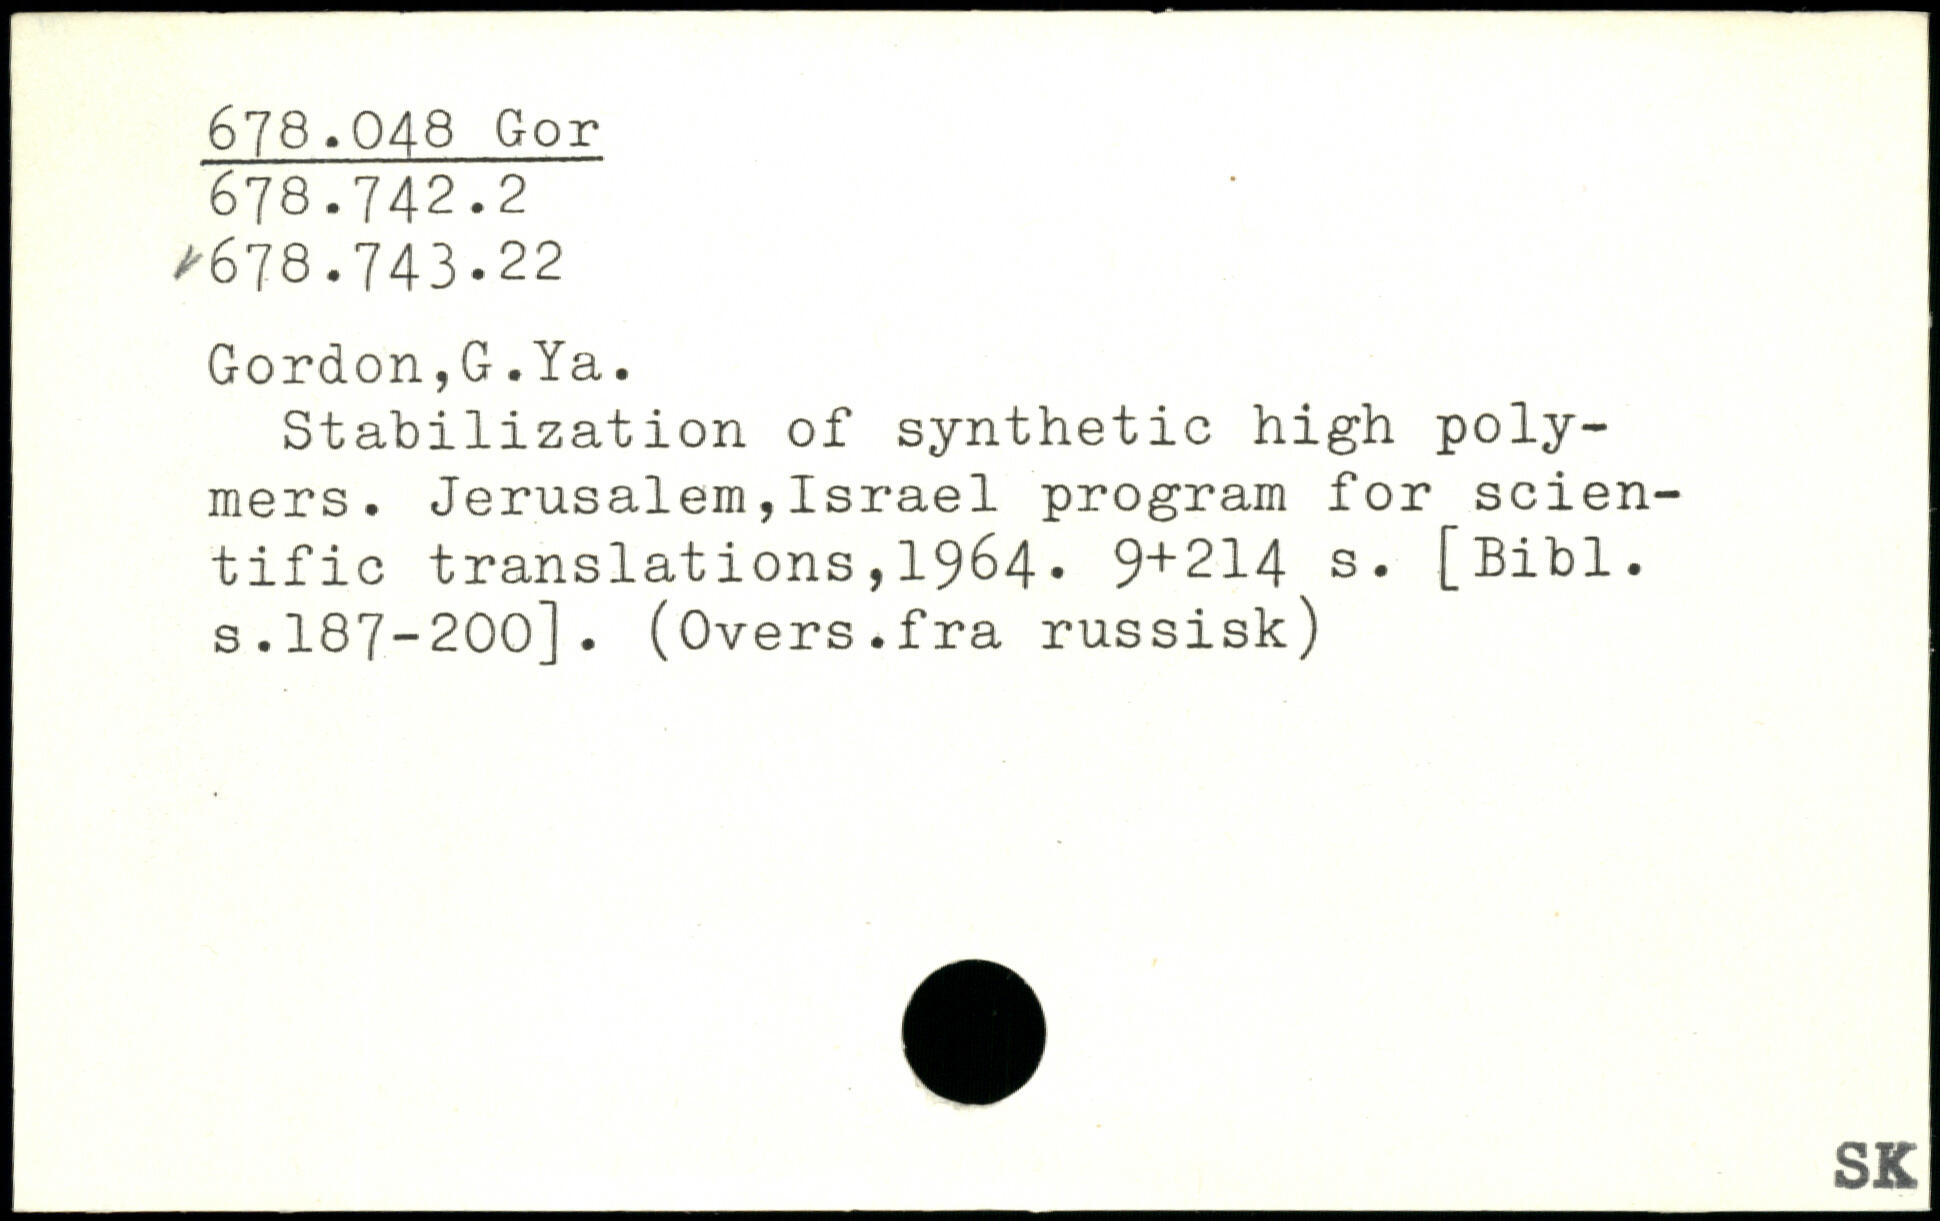 678.048 Gor
678.742.2
✓678.743.22
Gordon,G.Ya.
Stabilization of synthetic high poly-
mers. Jerusalem,Israel program for scien-
tific translations,1964. 9+214 s. [Bibl.
s.187-200]. (Overs.fra russisk)
SK